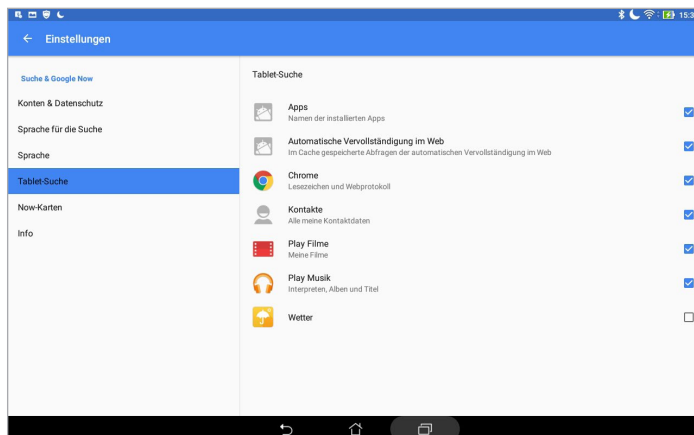 15:3
Einstellungen
Suche & Google Now
Konten & Datenschutz
Sprache für die Suche
Sprache
Tablet-Suche
Now-Karten
Info
Tablet-Suche
Apps
Namen der installierten Apps
Automatische Vervollständigung im Web
Im Cache gespeicherte Abfragen der automatischen Vervollständigung im Web
Chrome
Lesezeichen und Webprotokoll
Kontakte
Alle meine Kontaktdaten
Play Filme
Meine Filme
Play Musik
Interpreten, Alben und Titel
Wetter